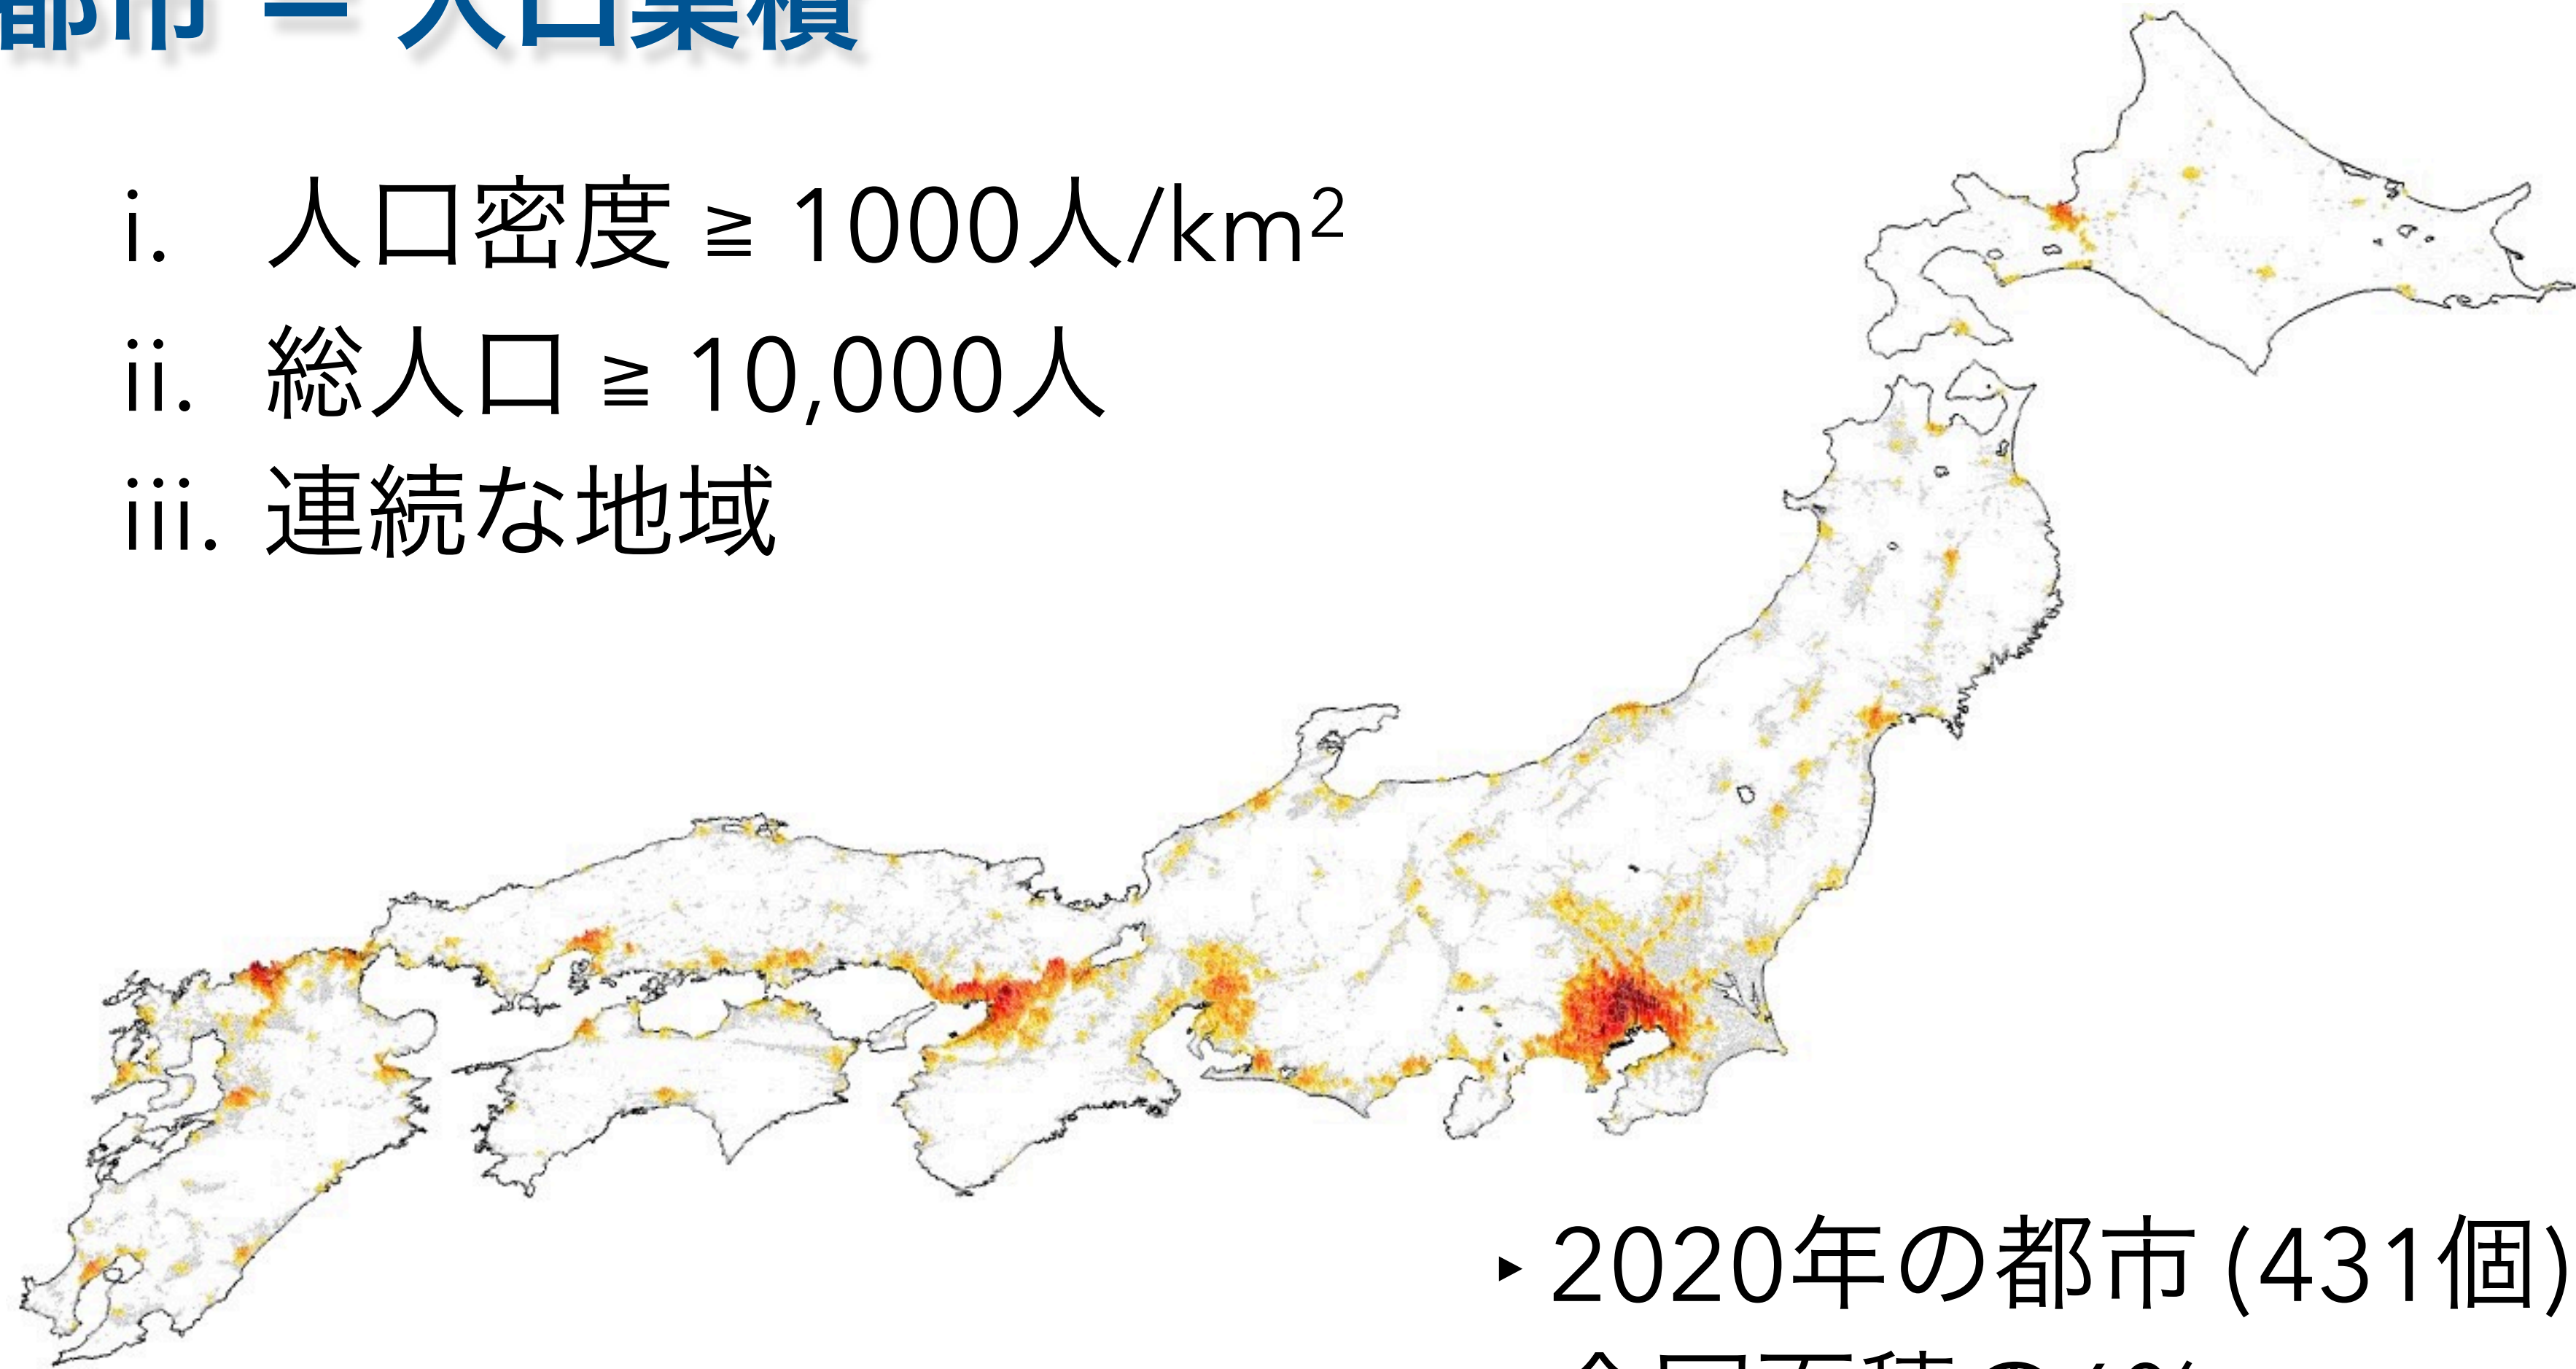 都市 = 人口集積
i. 人口密度 ≧ 1000人/km²
ii. 総人口 ≧ 10,000人
iii. 連続な地域
‣ 2020年の都市 (431個)